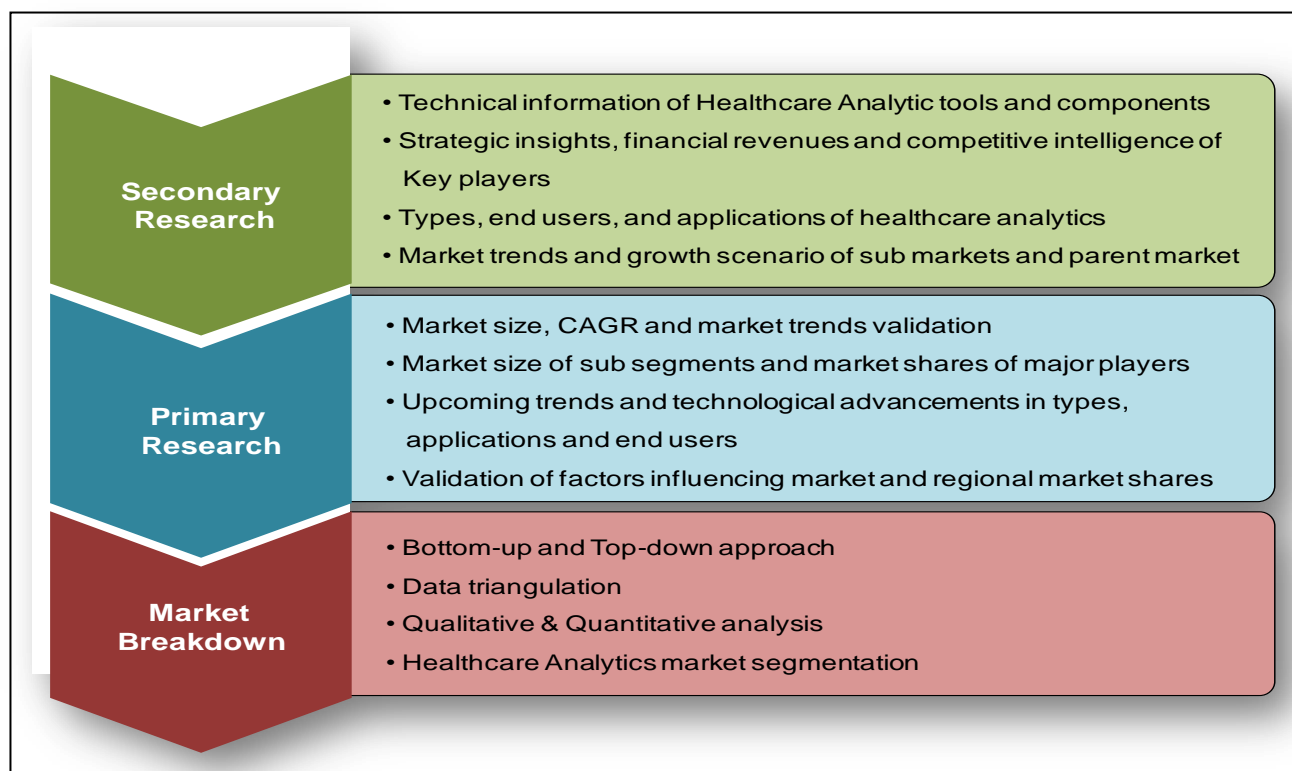 Secondary
Research
• Technical information of Healthcare Analytic tools and components
• Strategic insights, financial revenues and competitive intelligence of
Key players
• Types, end users, and applications of healthcare analytics
• Market trends and growth scenario of sub markets and parent market
Primary
Research
• Market size, CAGR and market trends validation
• Market size of sub segments and market shares of major players
• Upcoming trends and technological advancements in types,
applications and end users
• Validation of factors influencing market and regional market shares
Market
Breakdown
• Bottom-up and Top-down approach
• Data triangulation
• Qualitative & Quantitative analysis
• Healthcare Analytics market segmentation